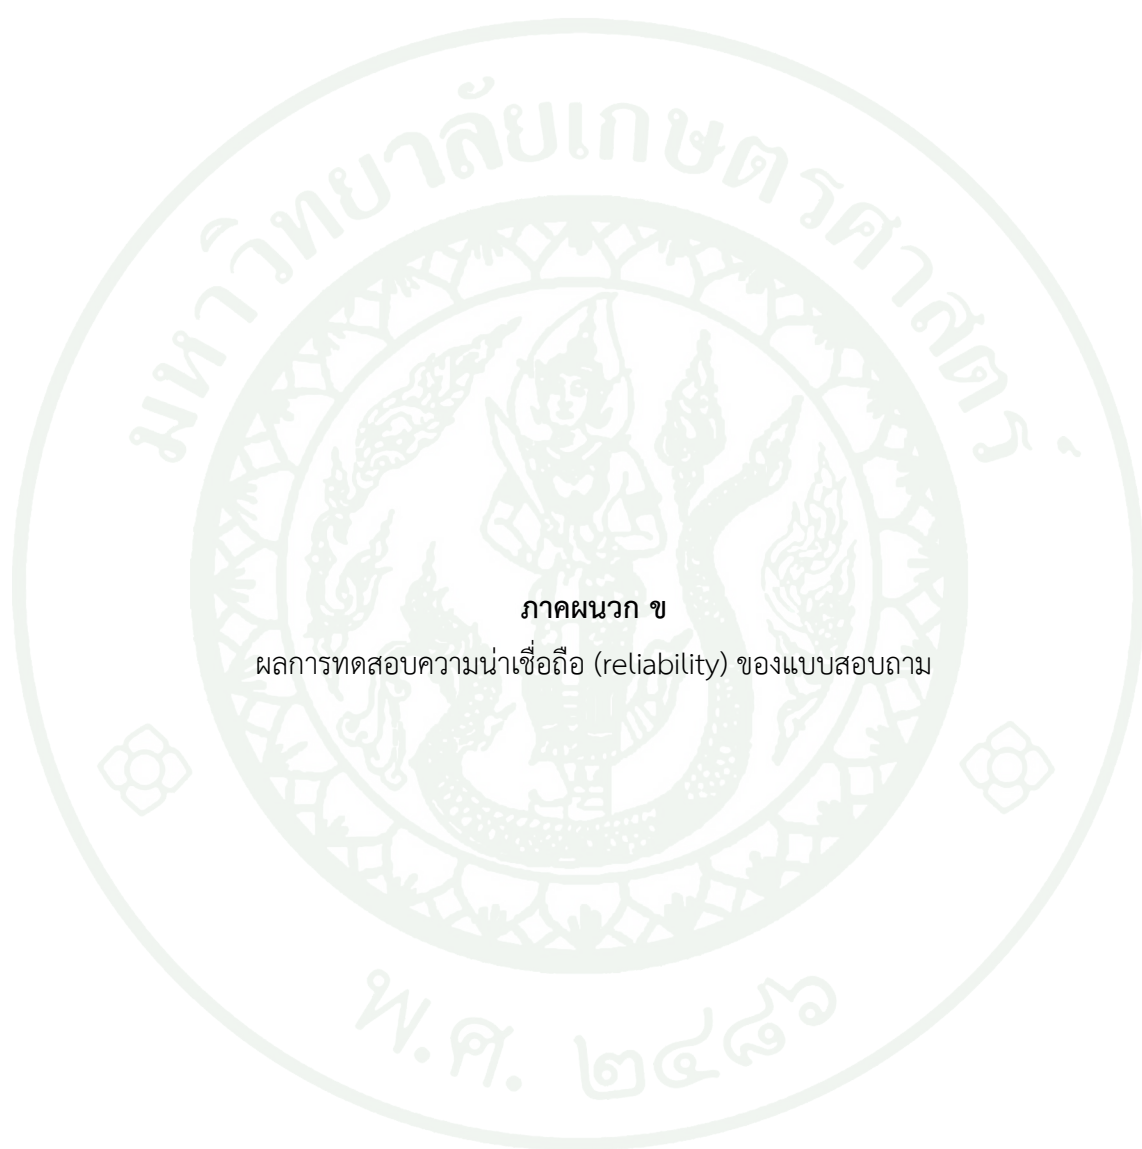 มหาวิทยาลัยเกษตรศาสตร์
ภาคผนวก ข
ผลการทดสอบความน่าเชื่อถือ (reliability) ของแบบสอบถาม
พ.ศ. ๒๔๘๖